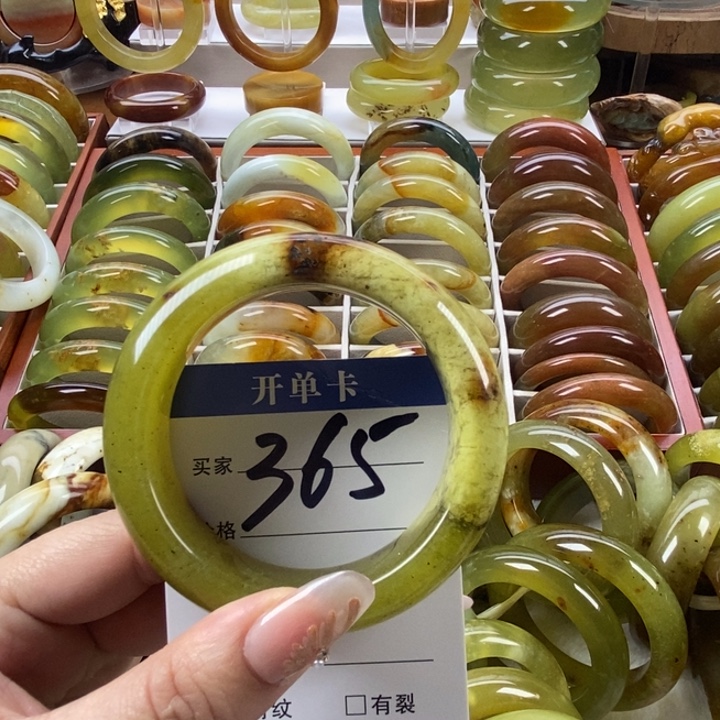 开单卡
买家 365
格
纹 □有裂